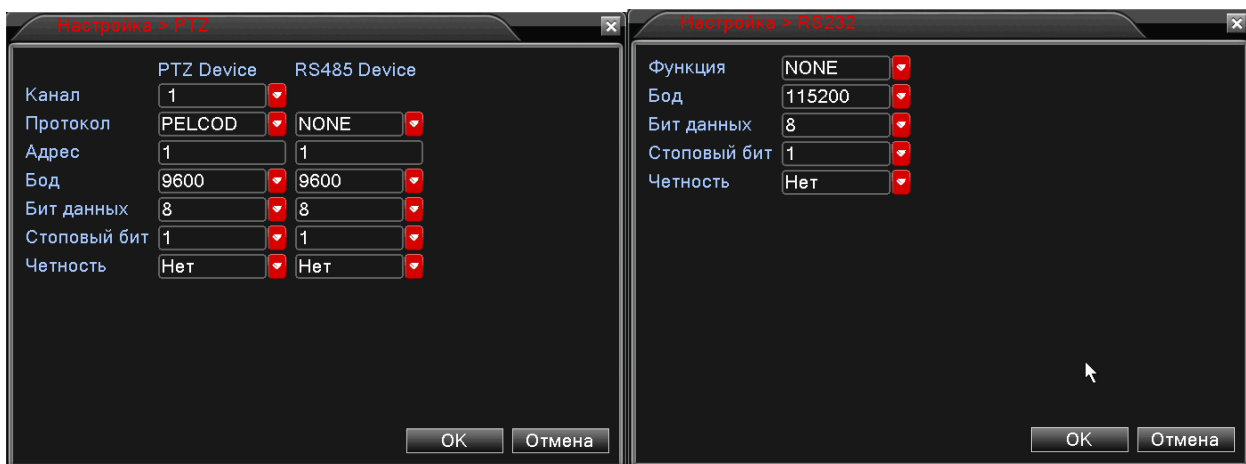 Настройка > PTZ
PTZ Device RS485 Device
Канал 1
Протокол PELCOD NONE
Адрес 1 1
Бод 9600 9600
Бит данных 8 8
Стоповый бит 1 1
Четность Нет Нет
OK Отмена
Настройка > RS232
Функция NONE
Бод 115200
Бит данных 8
Стоповый бит 1
Четность Нет
OK Отмена